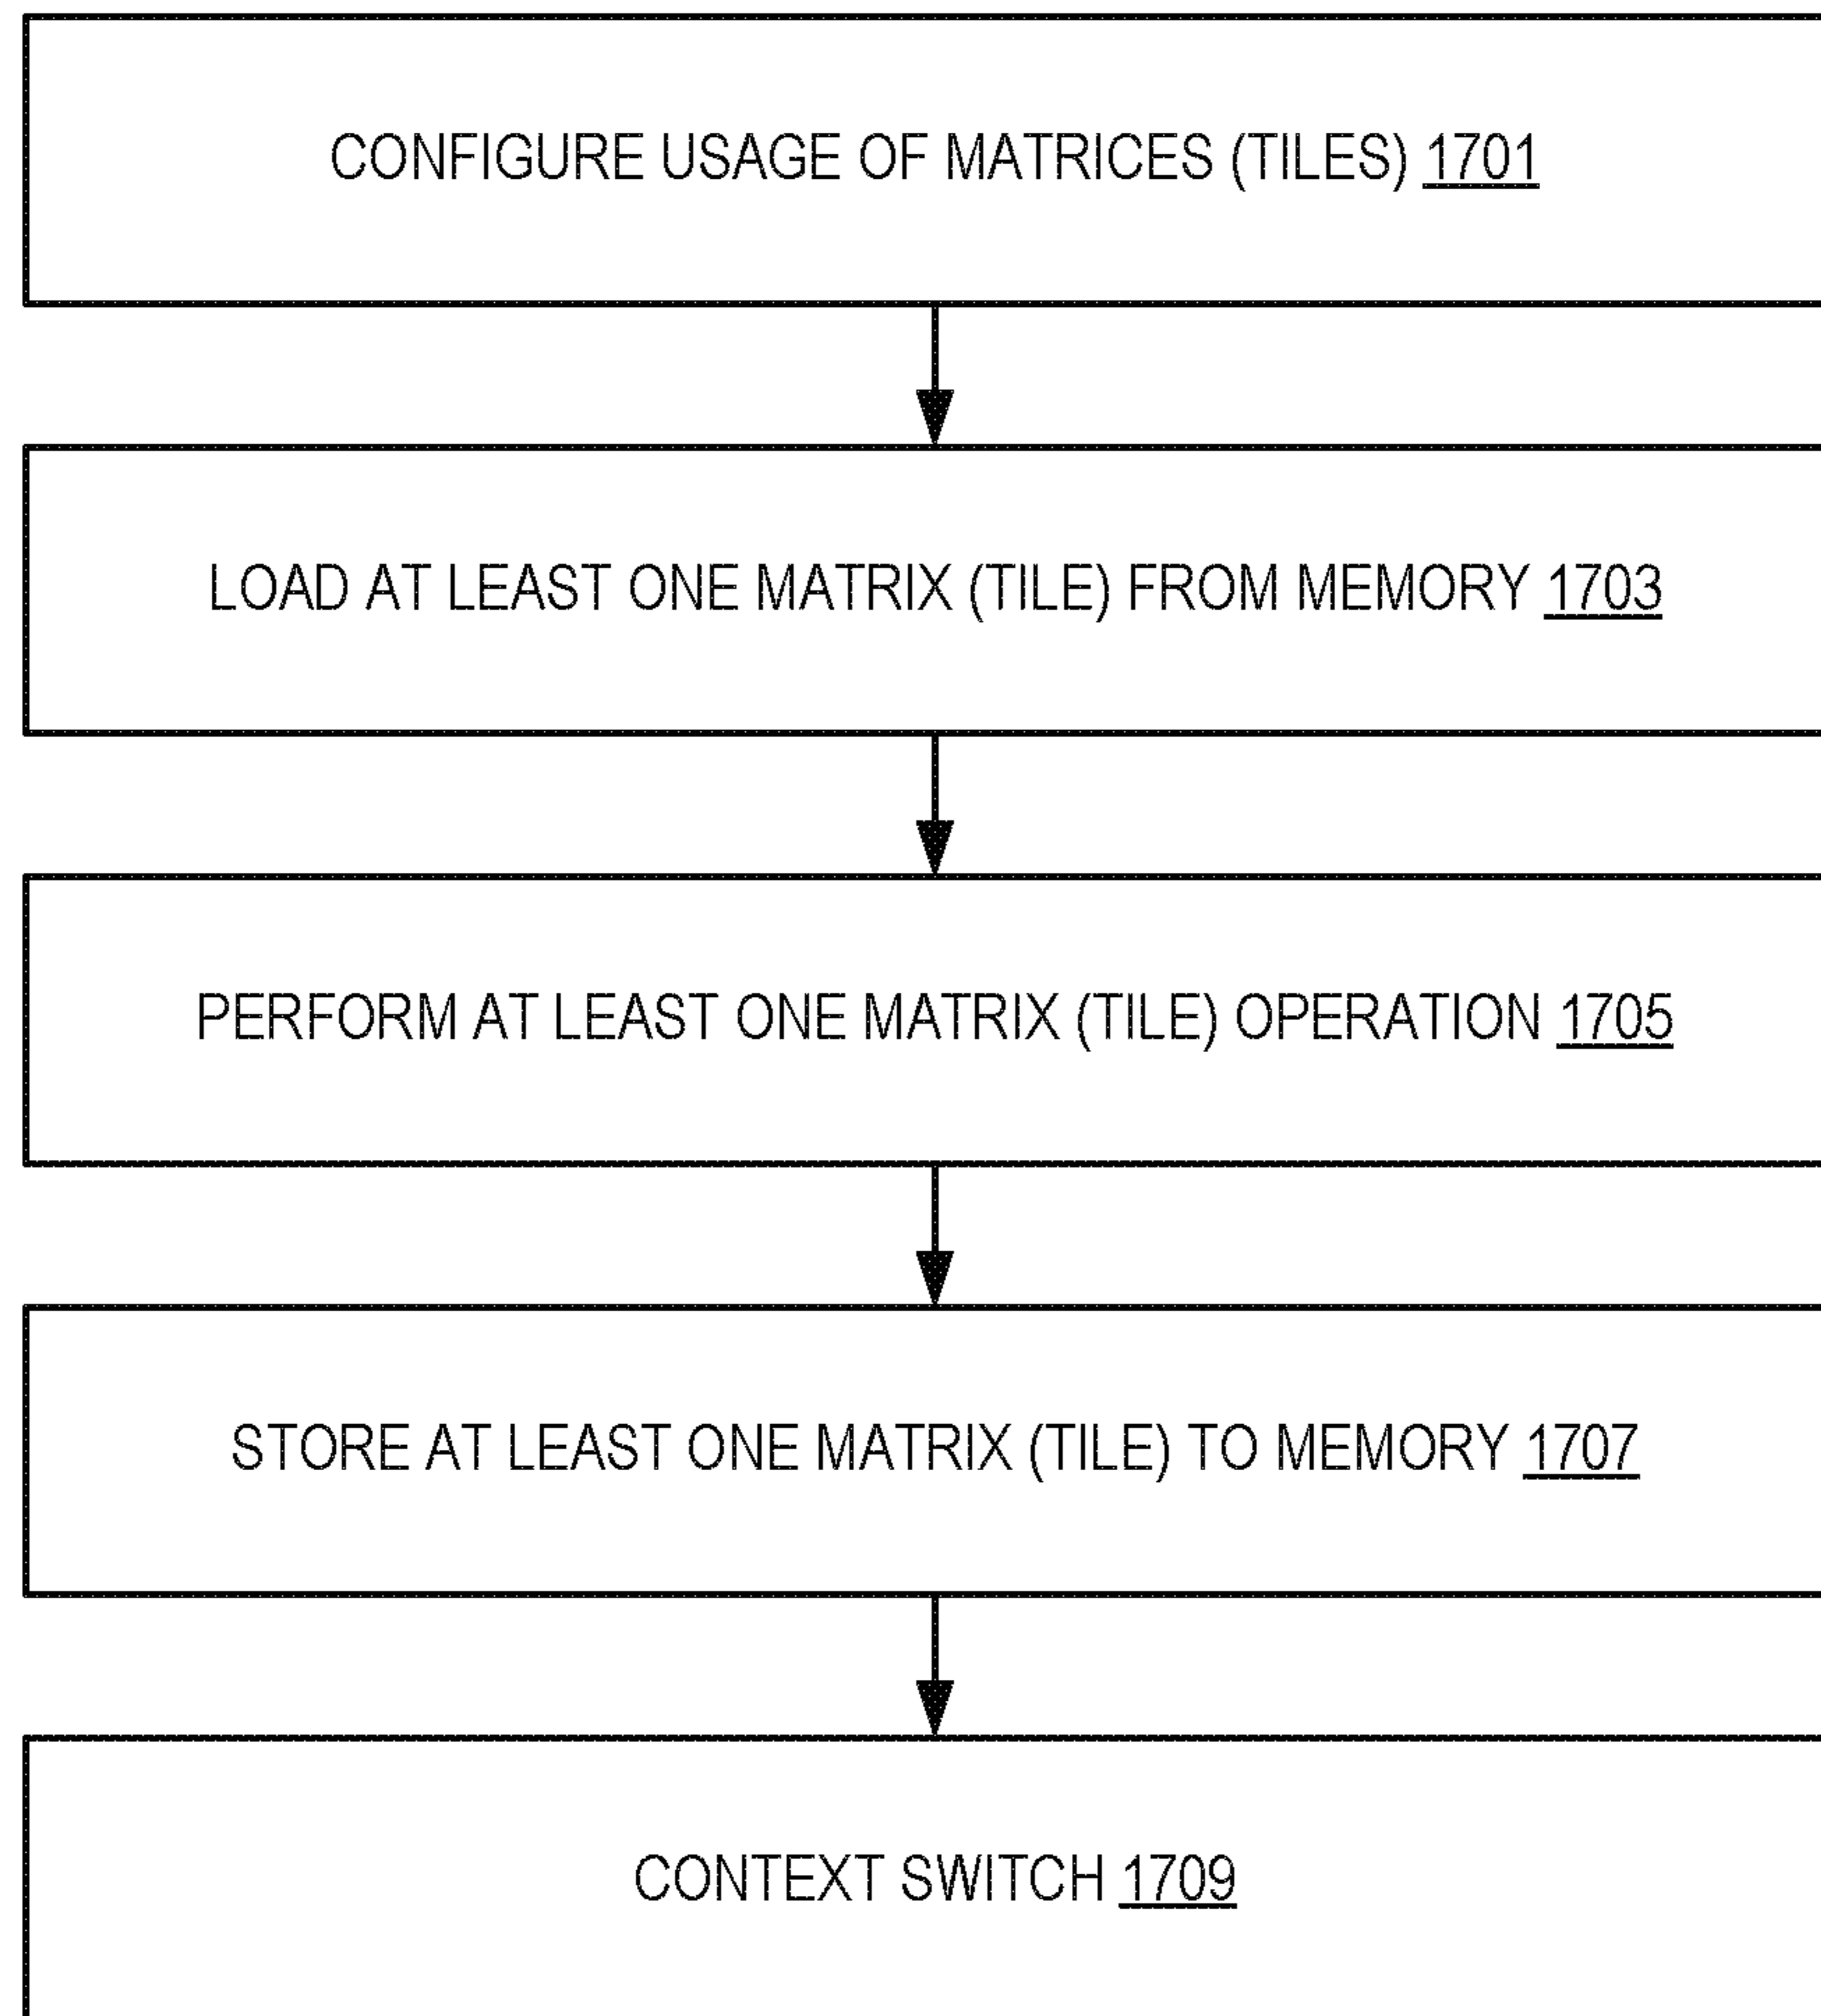 CONFIGURE USAGE OF MATRICES (TILES) 1701
LOAD AT LEAST ONE MATRIX (TILE) FROM MEMORY 1703
PERFORM AT LEAST ONE MATRIX (TILE) OPERATION 1705
STORE AT LEAST ONE MATRIX (TILE) TO MEMORY 1707
CONTEXT SWITCH 1709